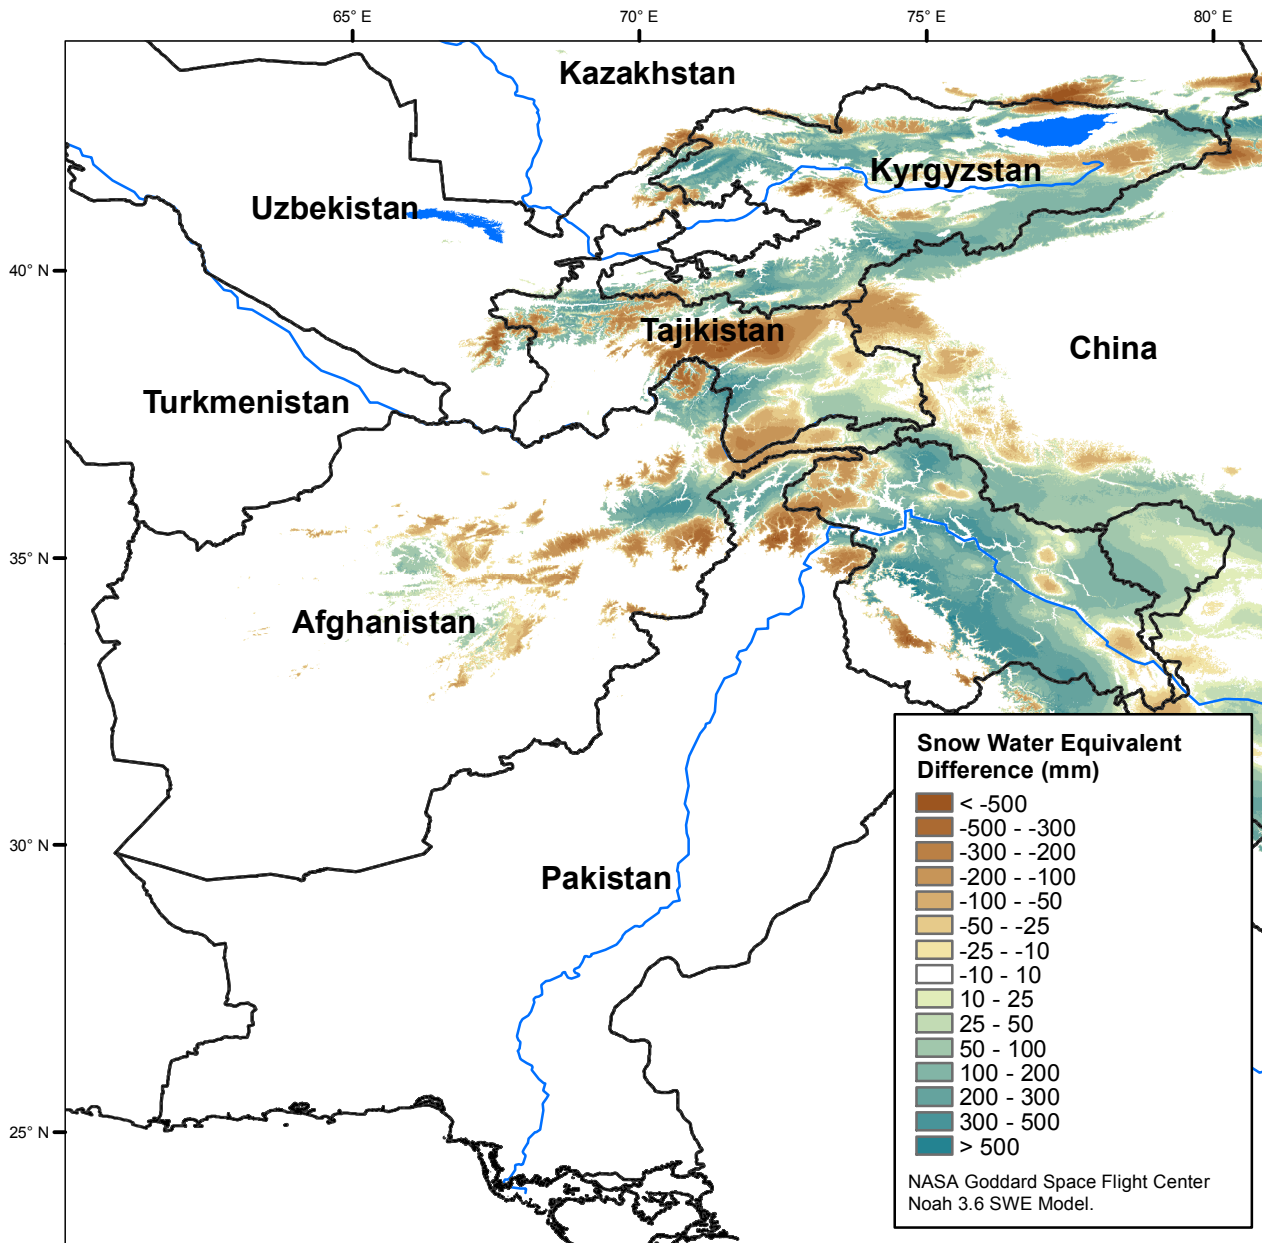 65° E
70° E
75° E
80° E
Kazakhstan
Kyrgyzstan
Uzbekistan
40° N
Tajikistan
China
Turkmenistan
35° N
Afghanistan
Snow Water Equivalent
Difference (mm)
< -500
-500 - -300
-300 - -200
-200 - -100
-100 - -50
-50 - -25
-25 - -10
-10 - 10
10 - 25
25 - 50
50 - 100
100 - 200
200 - 300
300 - 500
> 500
NASA Goddard Space Flight Center
Noah 3.6 SWE Model.
30° N
Pakistan
25° N